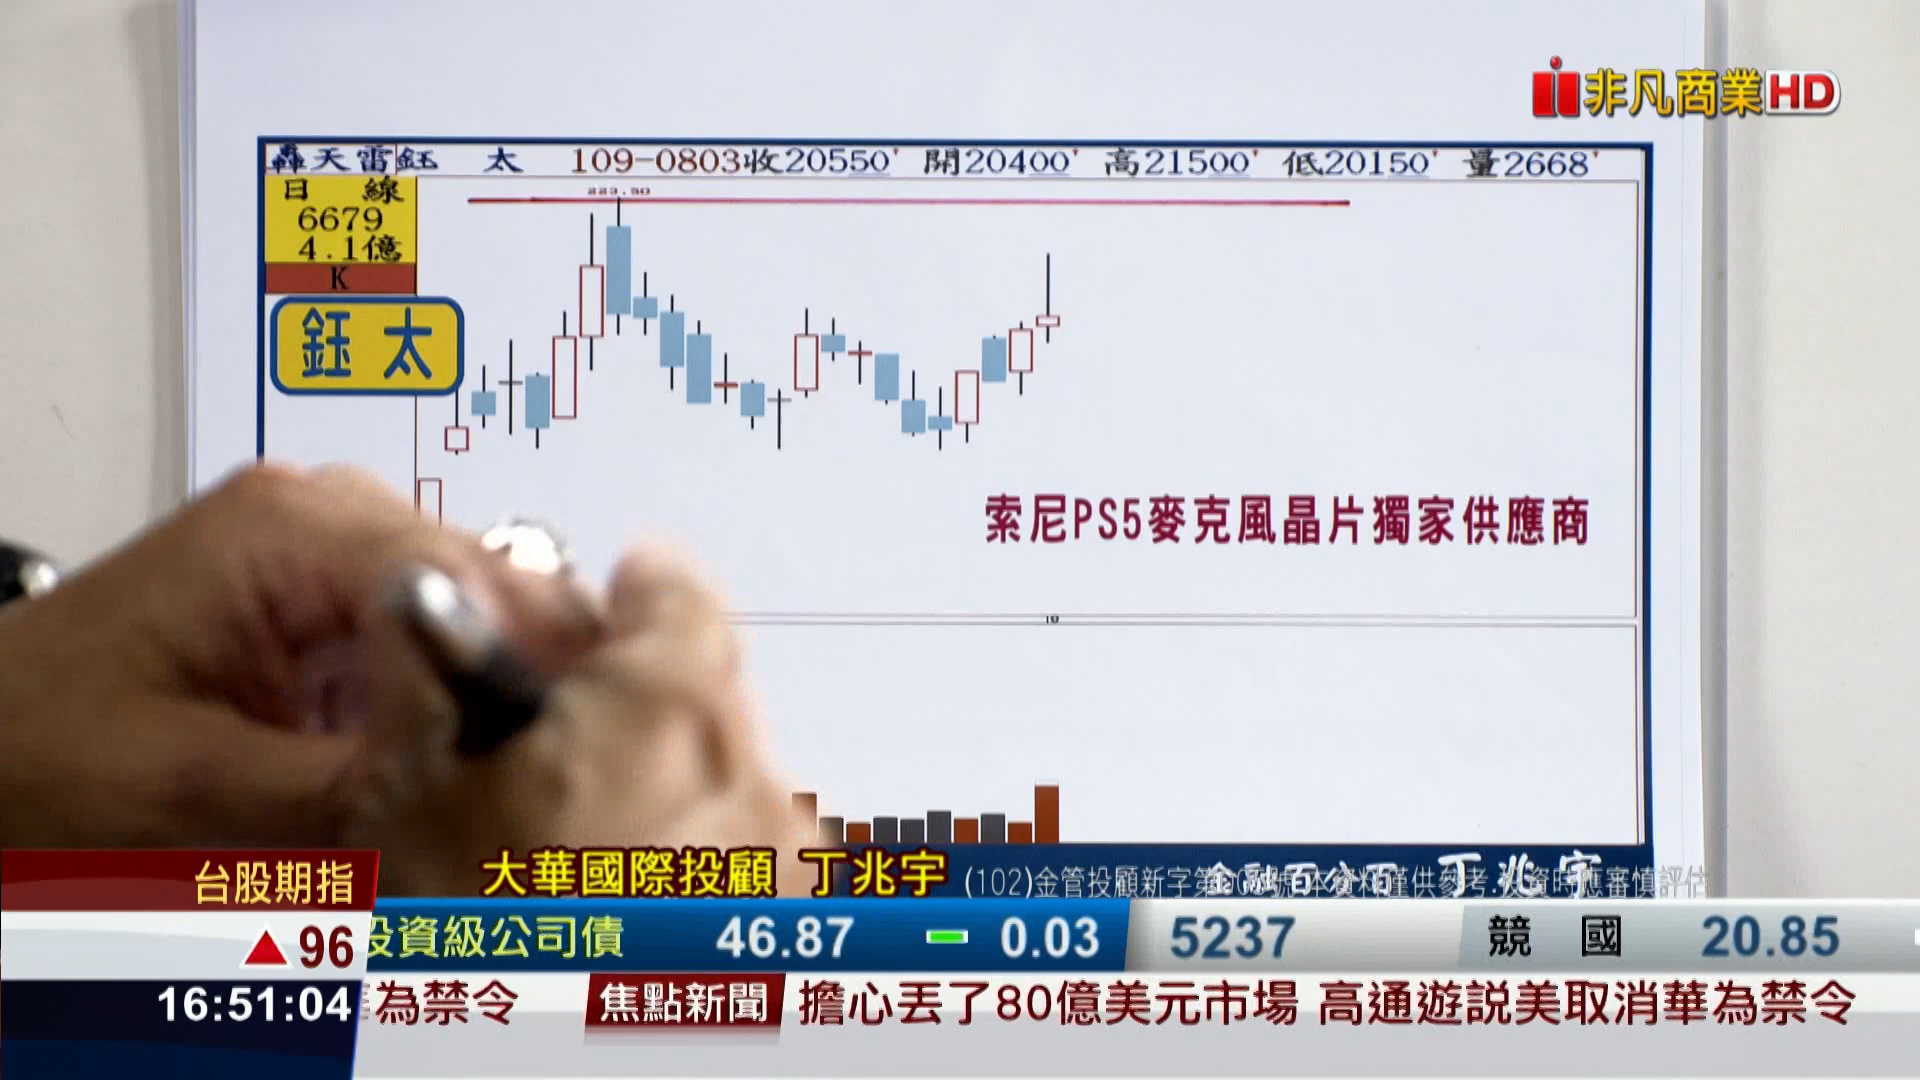 非凡商業HD
轟天雷鈺 太 109-0803收20550' 開20400' 高21500' 低20150' 量2668'
日 線
6679
4.1億
K
223.50
鈺 太
索尼PS5麥克風晶片獨家供應商
台股期指
大華國際投顧 丁兆宇
▲96
投資級公司債 46.87 0.03 5237 競 國 20.85
16:51:04
華為禁令 焦點新聞 擔心丟了80億美元市場 高通遊說美取消華為禁令